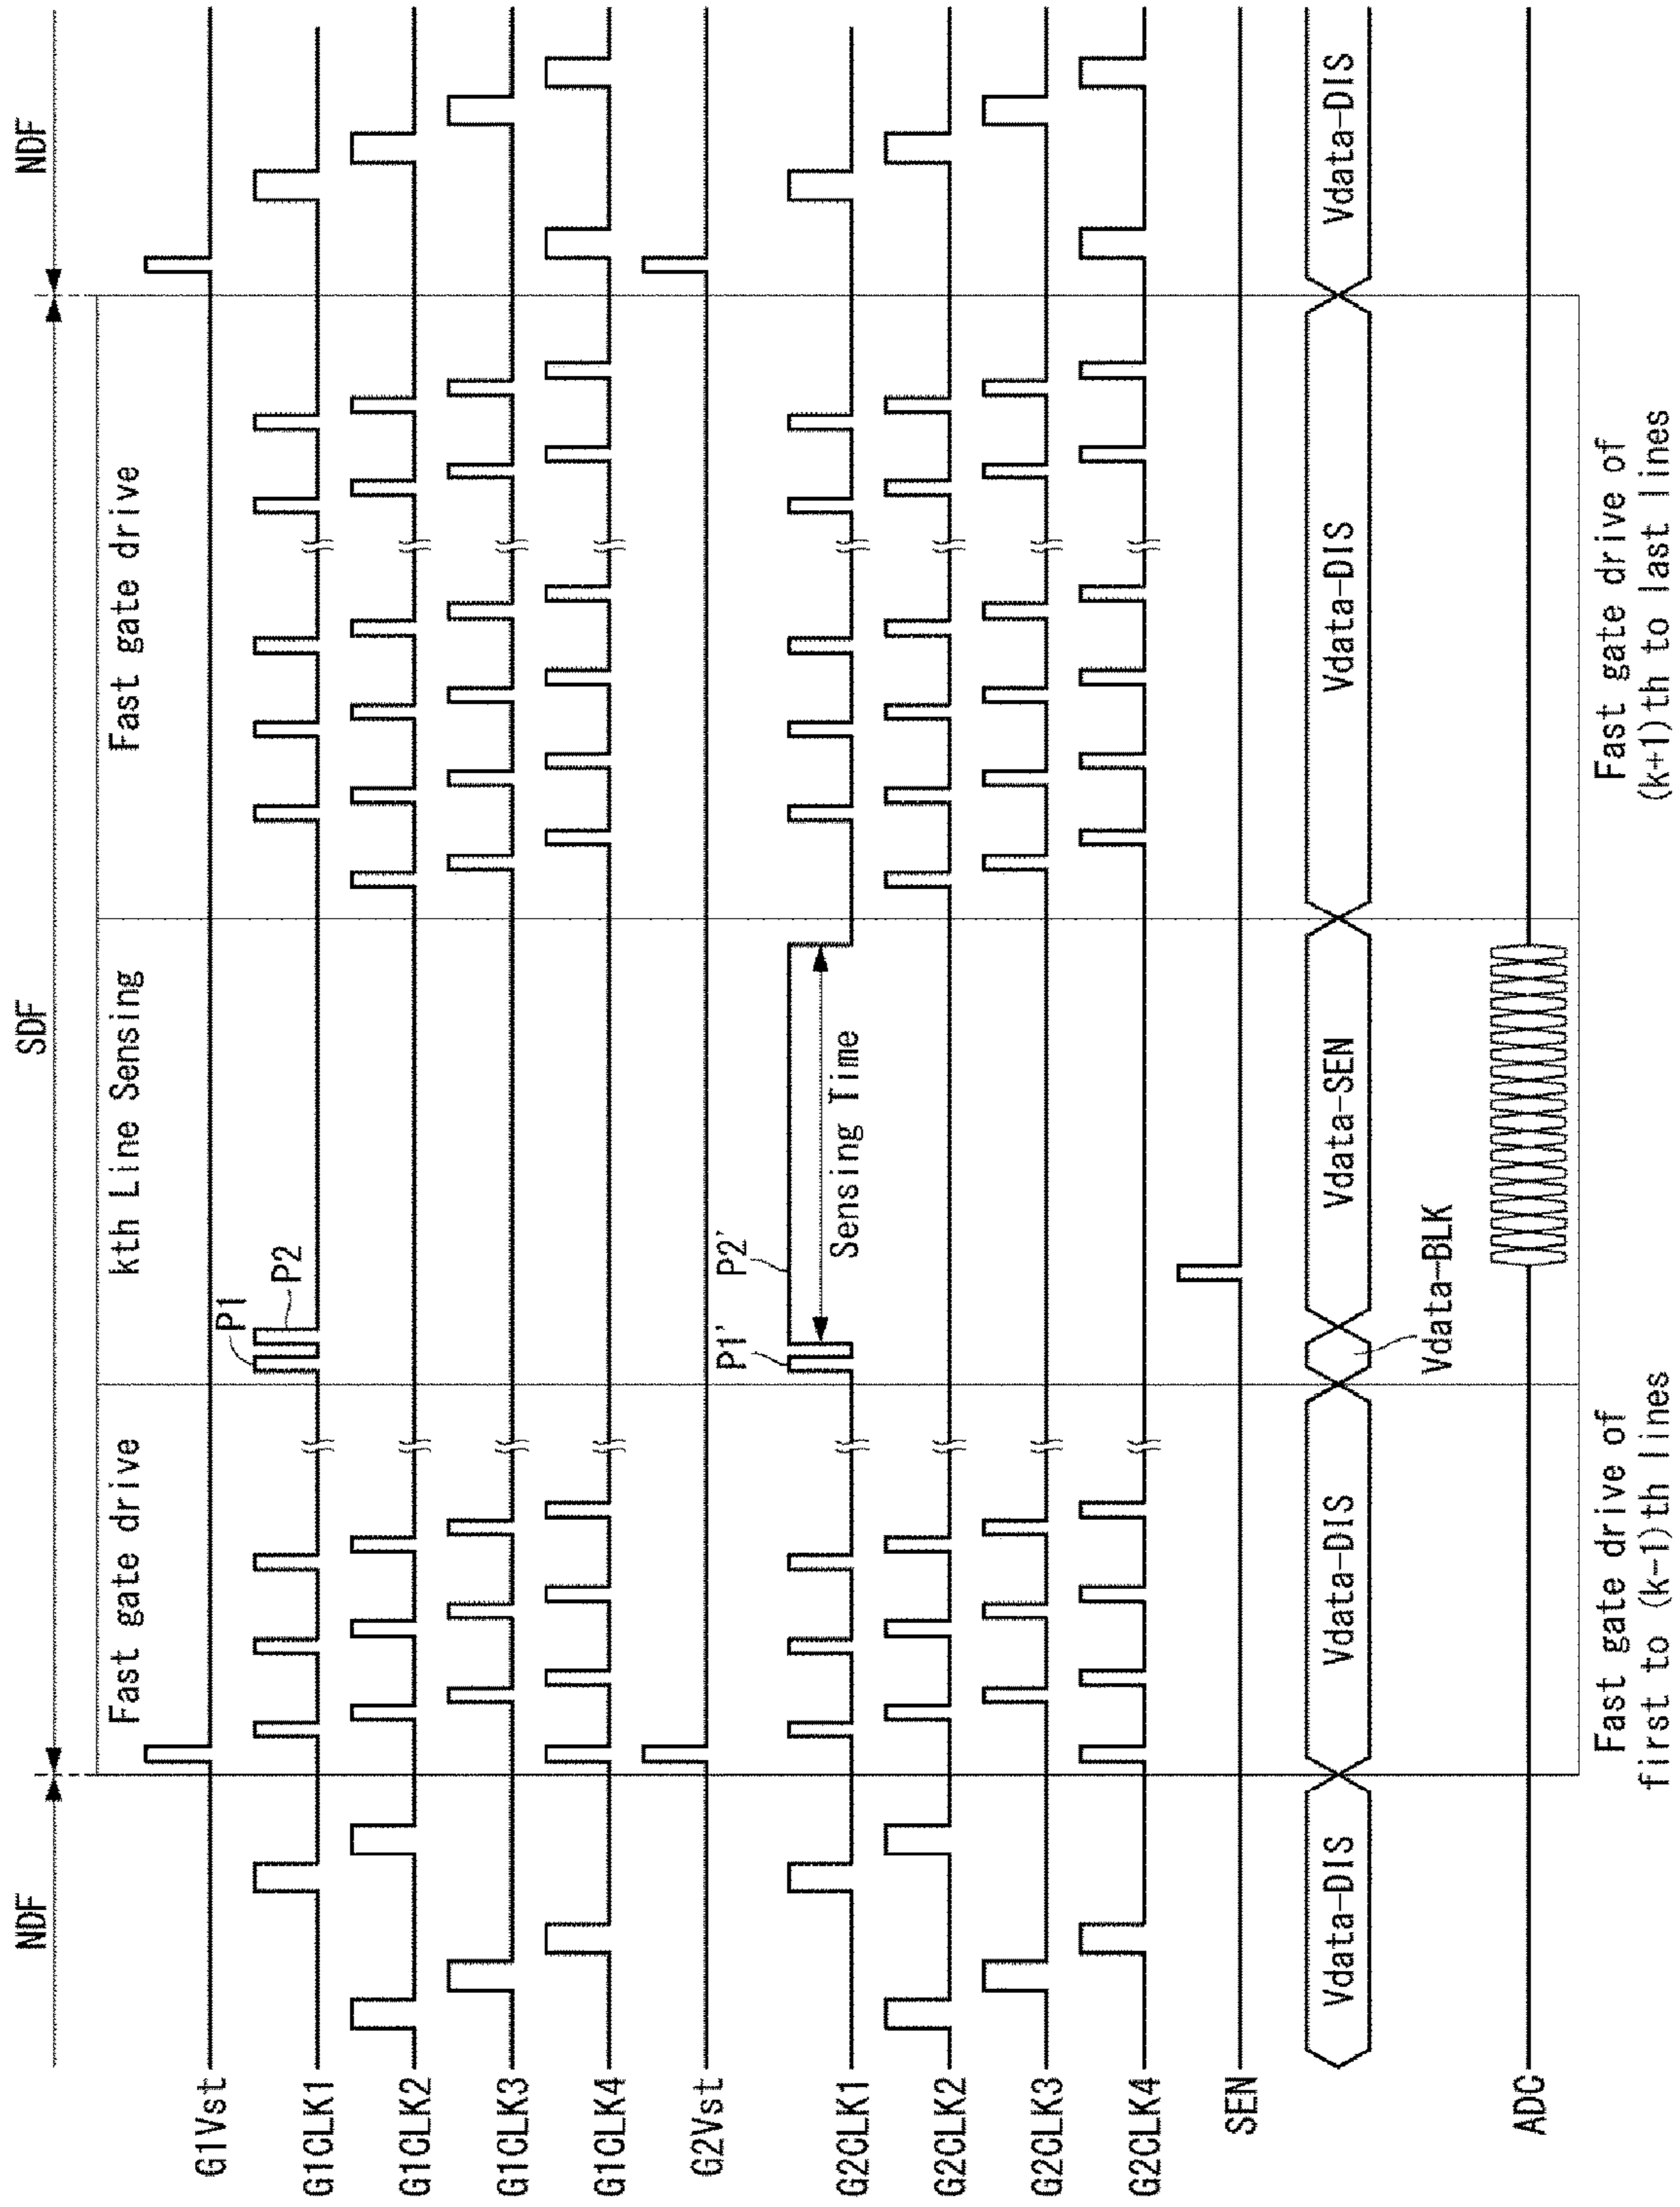 NDF
SDF
NDF
Fast gate drive
kth Line Sensing
Fast gate drive
G1Vst
P1
P2
G1CLK1
G1CLK2
G1CLK3
G1CLK4
G2Vst
P1'
P2'
Sensing Time
G2CLK1
G2CLK2
G2CLK3
G2CLK4
SEN
Vdata-DIS
Vdata-DIS
Vdata-SEN
Vdata-DIS
Vdata-DIS
Vdata-BLK
ADC
Fast gate drive of
first to (k-1)th lines
Fast gate drive of
(k+1)th to last lines